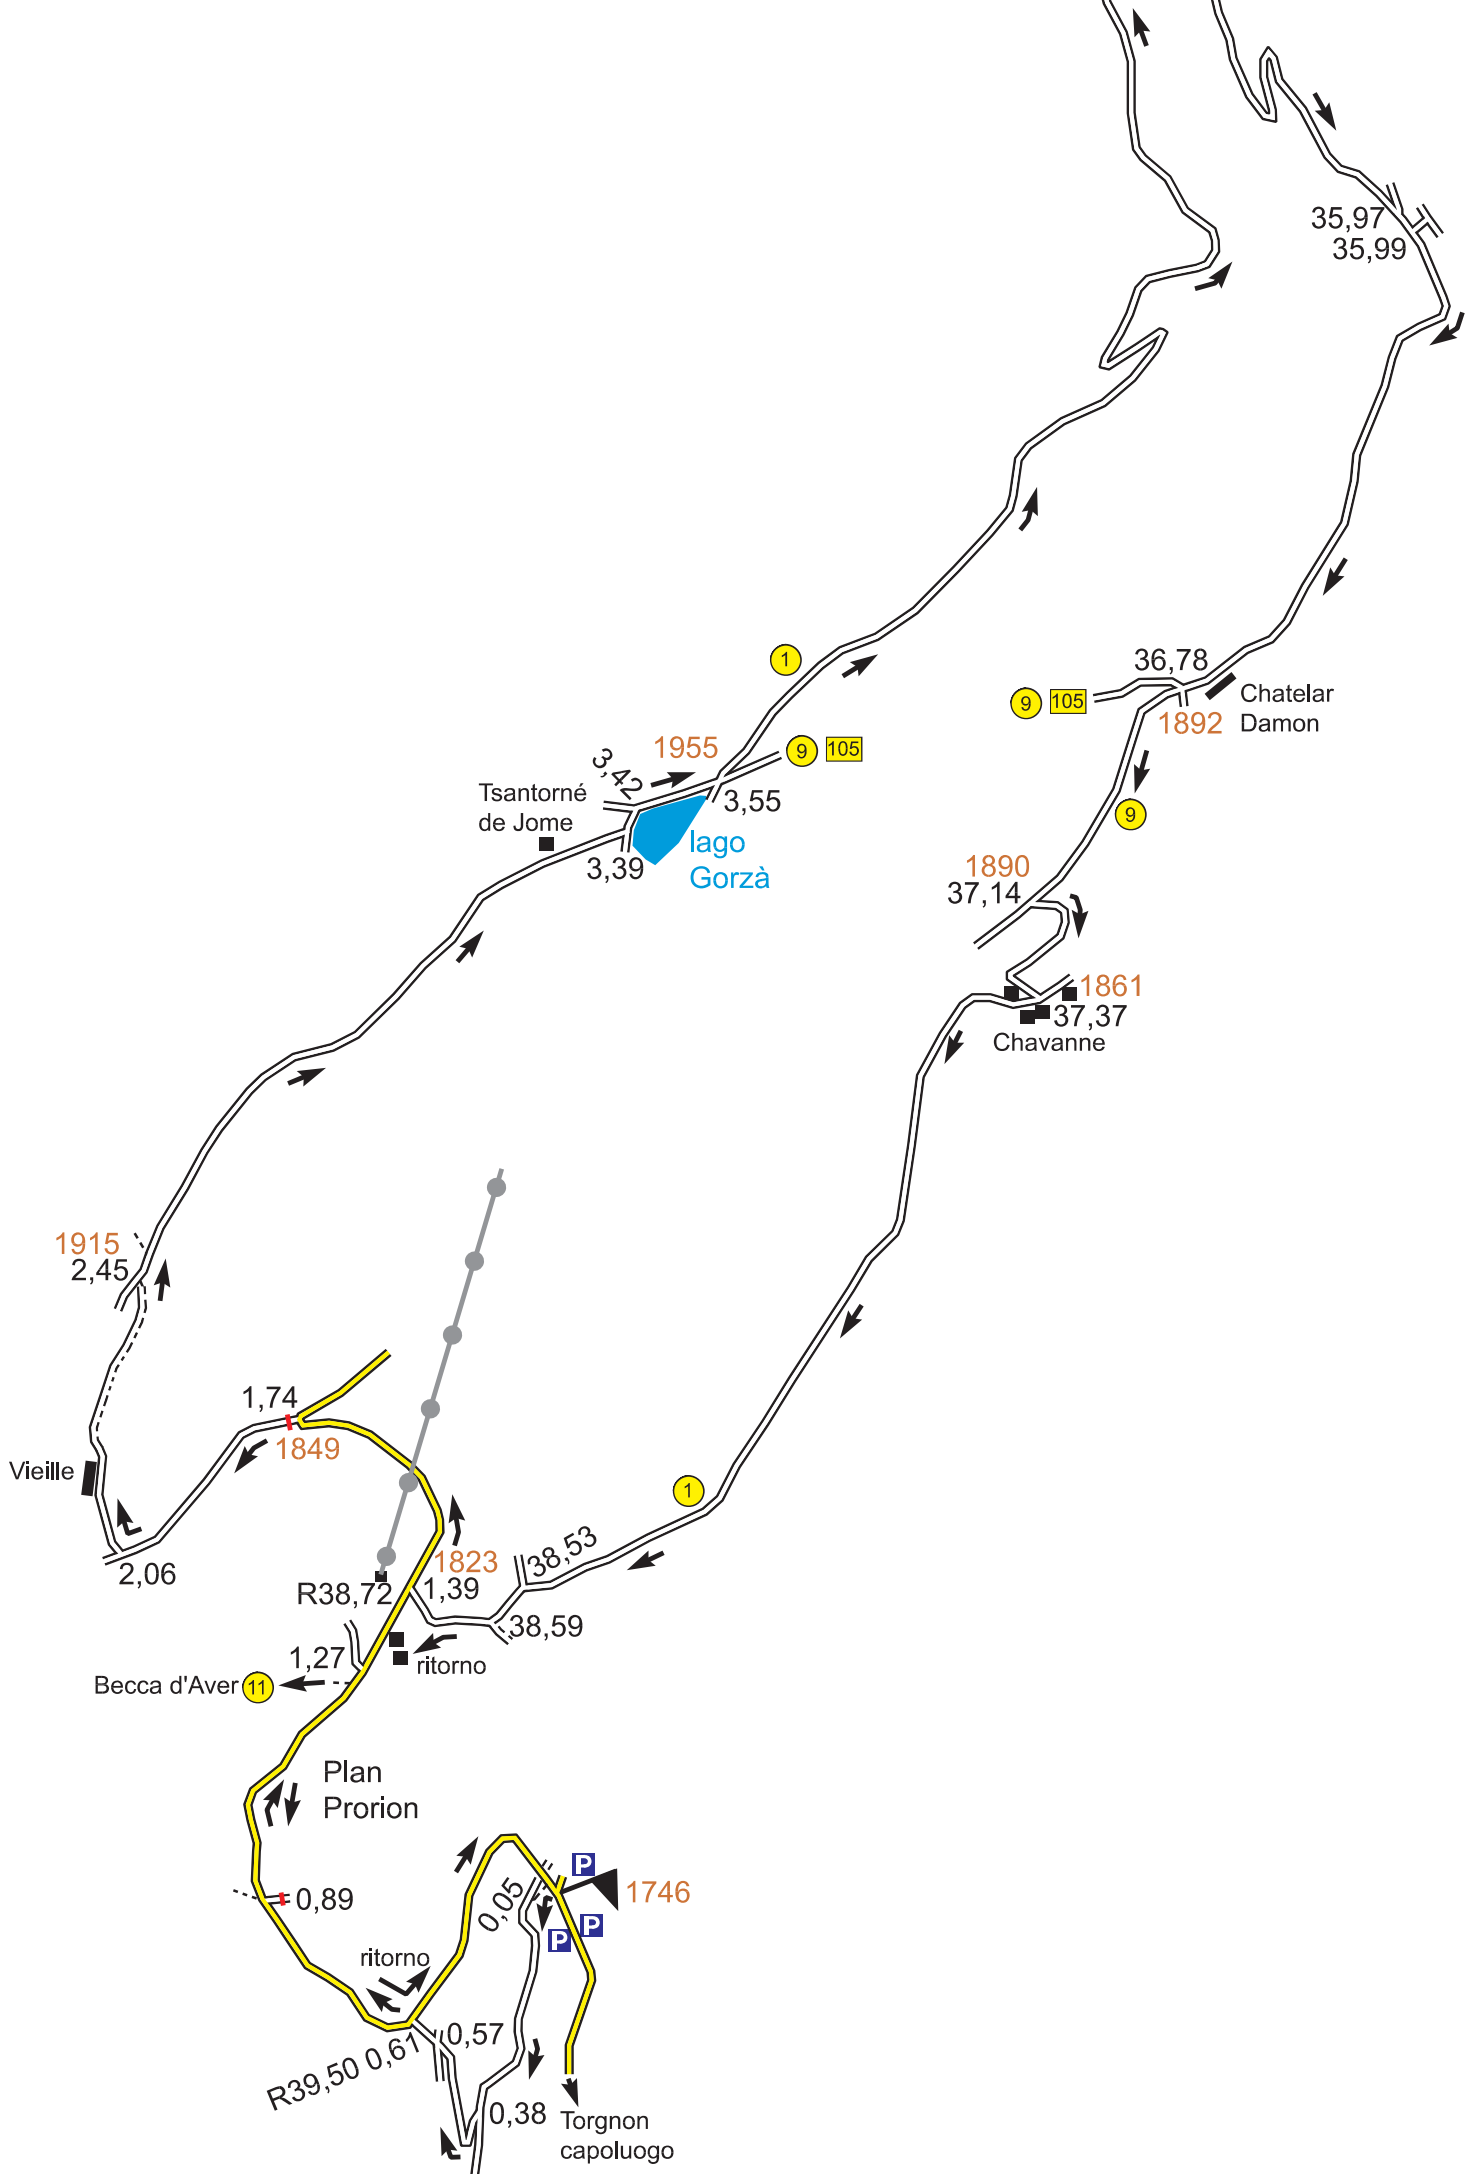 35,97
35,99
36,78
9 105
Chatelar
Damon
1892
1
1955
9 105
3,42
Tsantorné
de Jome
3,55
9
lago
Gorzà
3,39
1890
37,14
1861
37,37
Chavanne
1915
2,45
1,74
1849
Vieille
1
2,06
38,53
1823
R38,72
1,39
38,59
1,27
ritorno
Becca d'Aver 11
Plan
Prorion
P
1746
0,05
0,89
P
P
ritorno
0,57
R39,50 0,61
0,38
Torgnon
capoluogo